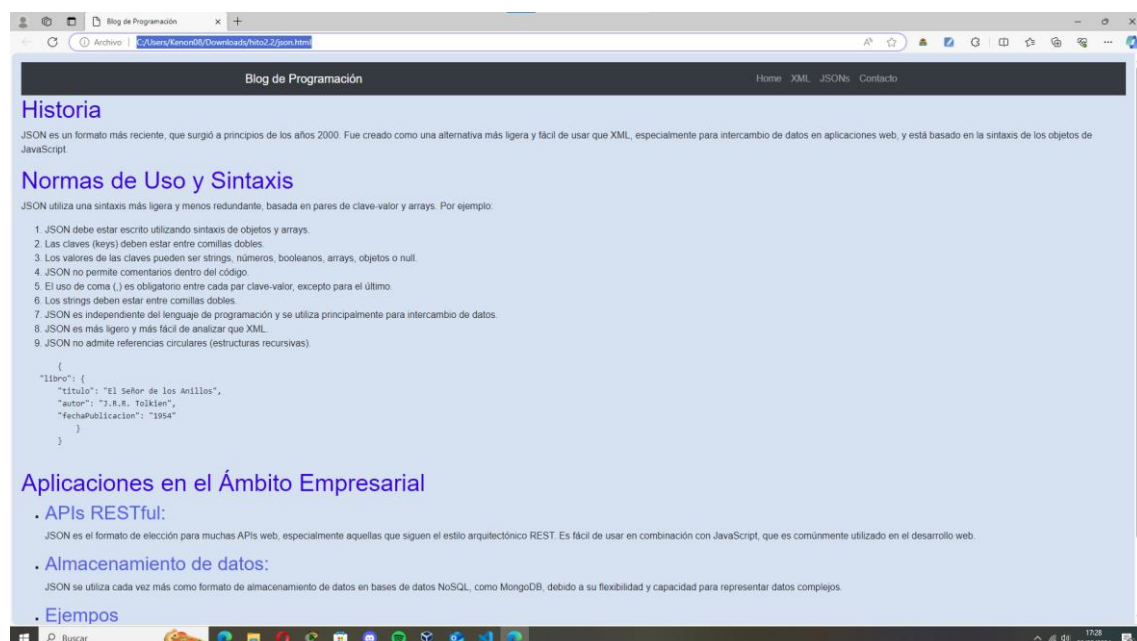 Blog de Programación
Archivo
C:/Users/Kenon08/Downloads/hito2.2/json.html
Blog de Programación
Home XML JSONs Contacto
Historia
JSON es un formato más reciente, que surgió a principios de los años 2000. Fue creado como una alternativa más ligera y fácil de usar que XML, especialmente para intercambio de datos en aplicaciones web, y está basado en la sintaxis de los objetos de
JavaScript.
Normas de Uso y Sintaxis
JSON utiliza una sintaxis más ligera y menos redundante, basada en pares de clave-valor y arrays. Por ejemplo:
1. JSON debe estar escrito utilizando sintaxis de objetos y arrays.
2. Las claves (keys) deben estar entre comillas dobles.
3. Los valores de las claves pueden ser strings, números, booleanos, arrays, objetos o null.
4. JSON no permite comentarios dentro del código.
5. El uso de coma (,) es obligatorio entre cada par clave-valor, excepto para el último.
6. Los strings deben estar entre comillas dobles.
7. JSON es independiente del lenguaje de programación y se utiliza principalmente para intercambio de datos.
8. JSON es más ligero y más fácil de analizar que XML.
9. JSON no admite referencias circulares (estructuras recursivas).
{
"libro": {
"titulo": "El Señor de los Anillos",
"autor": "J.R.R. Tolkien",
"fechaPublicacion": "1954"
}
}
Aplicaciones en el Ámbito Empresarial
APIs RESTful:
JSON es el formato de elección para muchas APIs web, especialmente aquellas que siguen el estilo arquitectónico REST. Es fácil de usar en combinación con JavaScript, que es comúnmente utilizado en el desarrollo web.
Almacenamiento de datos:
JSON se utiliza cada vez más como formato de almacenamiento de datos en bases de datos NoSQL, como MongoDB, debido a su flexibilidad y capacidad para representar datos complejos.
Ejempos
Buscar
17:28